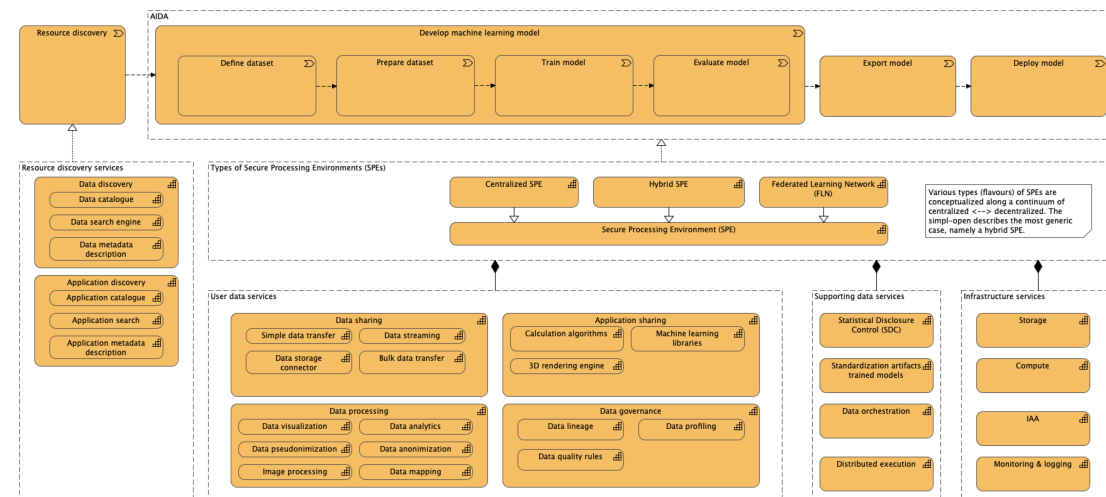 AIDA
Resource discovery
Develop machine learning model
Define dataset
Prepare dataset
Train model
Evaluate model
Export model
Deploy model
Resource discovery services
Data discovery
Data catalogue
Data search engine
Data metadata
description
Application discovery
Application catalogue
Application search
Application metadata
description
Types of Secure Processing Environments (SPEs)
Centralized SPE
Hybrid SPE
Federated Learning Network
(FLN)
Secure Processing Environment (SPE)
Various types (flavours) of SPEs are
conceptualized along a continuum of
centralized <--> decentralized. The
simpl-open describes the most generic
case, namely a hybrid SPE.
User data services
Data sharing
Simple data transfer
Data streaming
Data storage
connector
Bulk data transfer
Application sharing
Calculation algorithms
Machine learning
libraries
3D rendering engine
Data processing
Data visualization
Data analytics
Data pseudonimization
Data anonimization
Image processing
Data mapping
Data governance
Data lineage
Data profiling
Data quality rules
Supporting data services
Statistical Disclosure
Control (SDC)
Standardization artifacts
trained models
Data orchestration
Distributed execution
Infrastructure services
Storage
Compute
IAA
Monitoring & logging